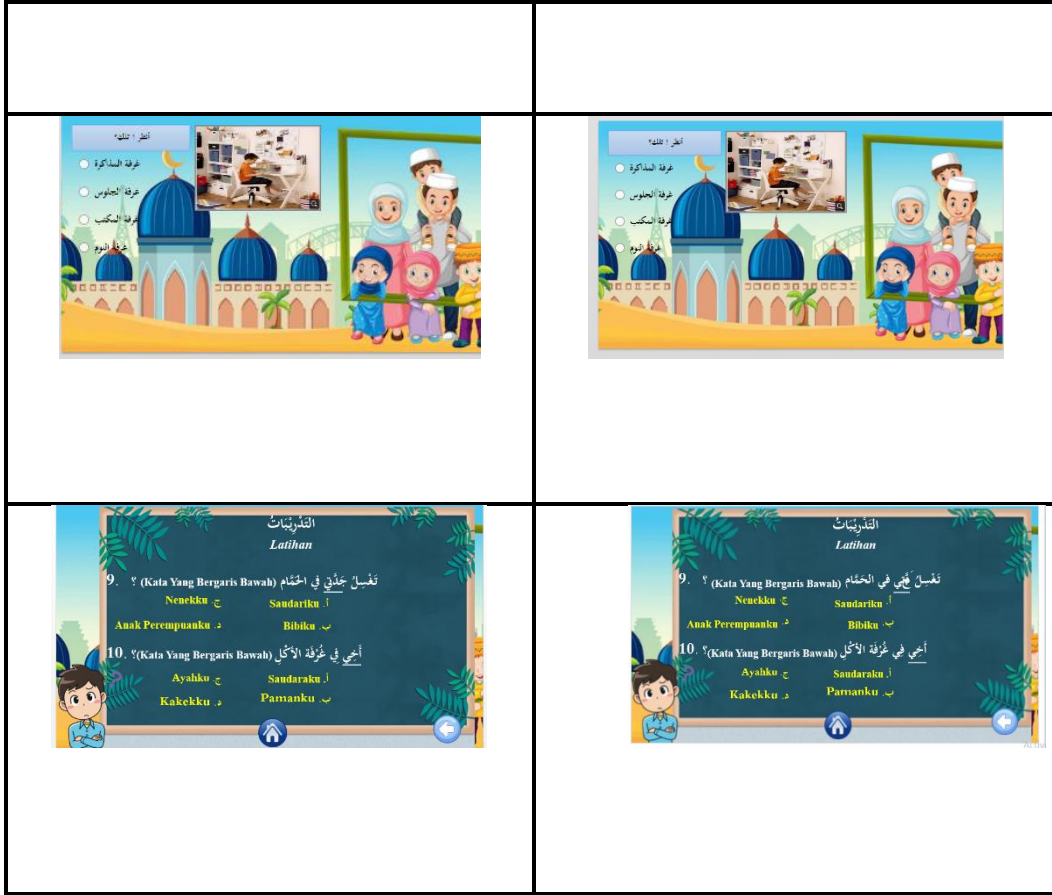 أنظر ! تلك؟
غرفة المذاكرة
غرفة الجلوس
غرفة المكتب
غرفة النوم
أنظر ! تلك؟
غرفة المذاكرة
غرفة الجلوس
غرفة المكتب
غرفة النوم
التَدْرِيْبَاتُ
Latihan
9. تَغْسِلُ جَدَّتِي فِي الحَمَّام (Kata Yang Bergaris Bawah) ؟
أ. Saudariku ج. Nenekku
ب. Bibiku د. Anak Perempuanku
10. أَخِي فِي غُرْفَة الأَكْلِ (Kata Yang Bergaris Bawah)؟
أ. Saudaraku ج. Ayahku
ب. Pamanku د. Kakekku
التَدْرِيْبَاتُ
Latihan
9. تَغْسِلُ فِي الحَمَّام (Kata Yang Bergaris Bawah) ؟
أ. Saudariku ج. Nenekku
ب. Bibiku د. Anak Perempuanku
10. أَخِي فِي غُرْفَة الأَكْلِ (Kata Yang Bergaris Bawah)؟
أ. Saudaraku ج. Ayahku
ب. Pamanku د. Kakekku